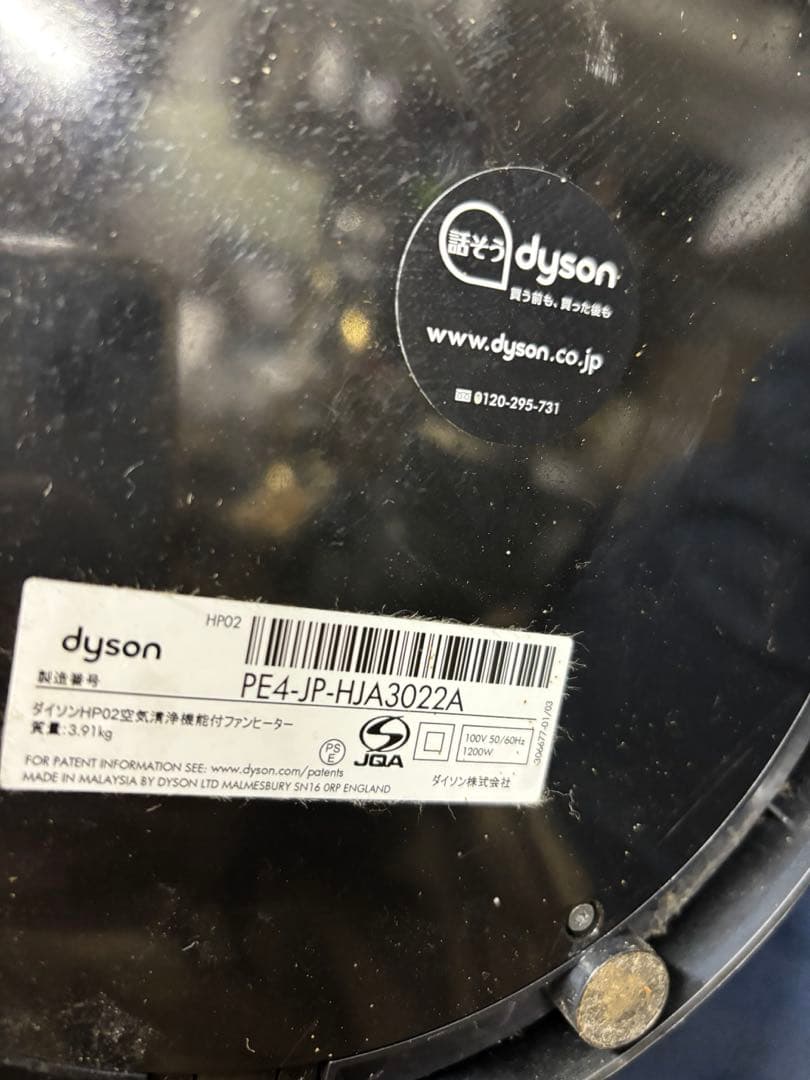 話そう dyson
買う前も、買った後も
www.dyson.co.jp
0120-295-731
HP02
dyson
製造番号
PE4-JP-HJA3022A
ダイソンHP02空気清浄機能付ファンヒーター
質量:3.91kg
PS
E
JQA
100V 50/60Hz
1200W
306677-01/03
FOR PATENT INFORMATION SEE: www.dyson.com/patents
MADE IN MALAYSIA BY DYSON LTD MALMESBURY SN16 0RP ENGLAND
ダイソン株式会社